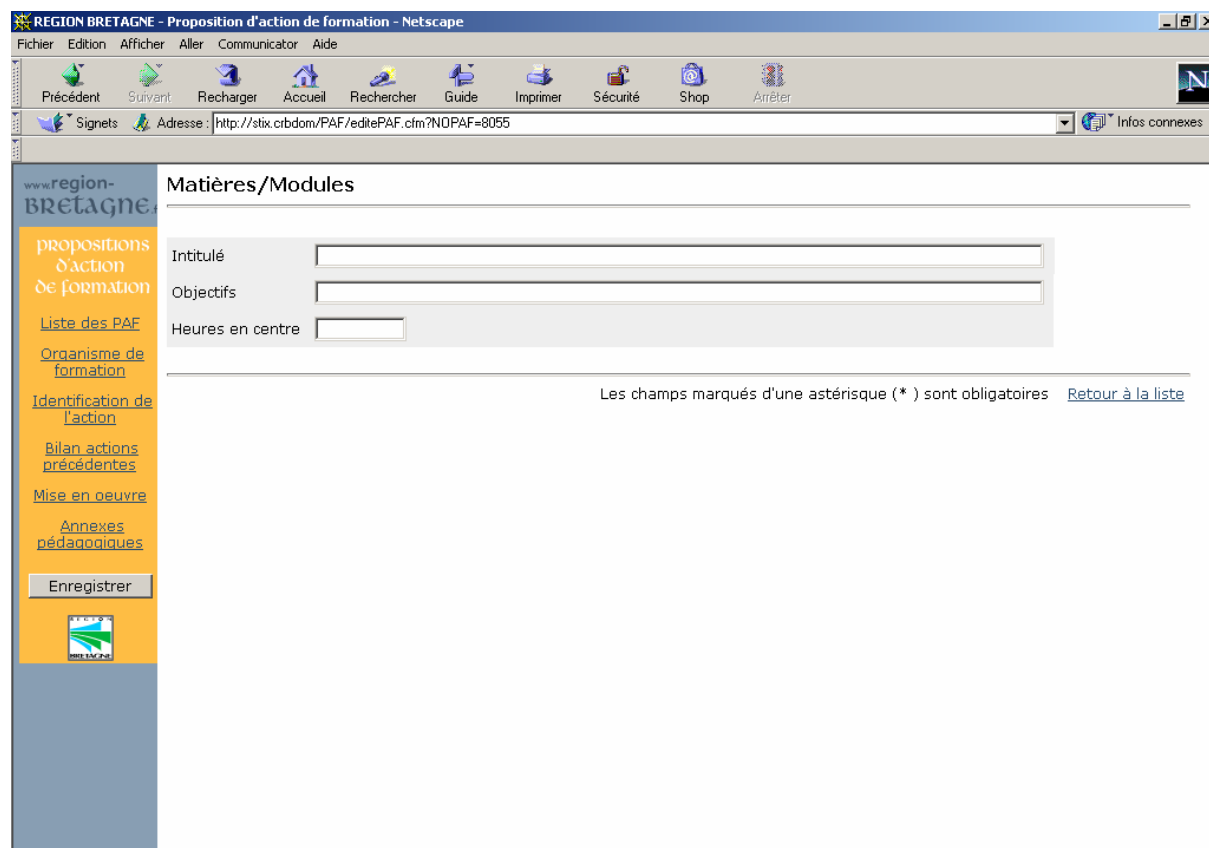 REGION BRETAGNE - Proposition d'action de formation - Netscape
Fichier Edition Afficher Aller Communicator Aide
Précédent Suivant Recharger Accueil Rechercher Guide Imprimer Sécurité Shop Arrêter
Signets Adresse : http://stix.crbdom/PAF/editePAF.cfm?NOPAF=8055 Infos connexes
www.region-
BRETAGNE.f
propositions
d'action
de formation
Liste des PAF
Organisme de
formation
Identification de
l'action
Bilan actions
précédentes
Mise en oeuvre
Annexes
pédagogiques
Enregistrer
REGION
BRETAGNE
Matières/Modules
Intitulé
Objectifs
Heures en centre
Les champs marqués d'une astérisque (* ) sont obligatoires Retour à la liste